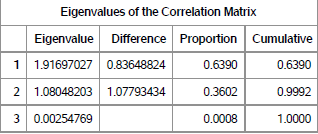 Eigenvalues of the Correlation Matrix
Eigenvalue Difference Proportion Cumulative
1 1.91697027 0.83648824 0.6390 0.6390
2 1.08048203 1.07793434 0.3602 0.9992
3 0.00254769 0.0008 1.0000